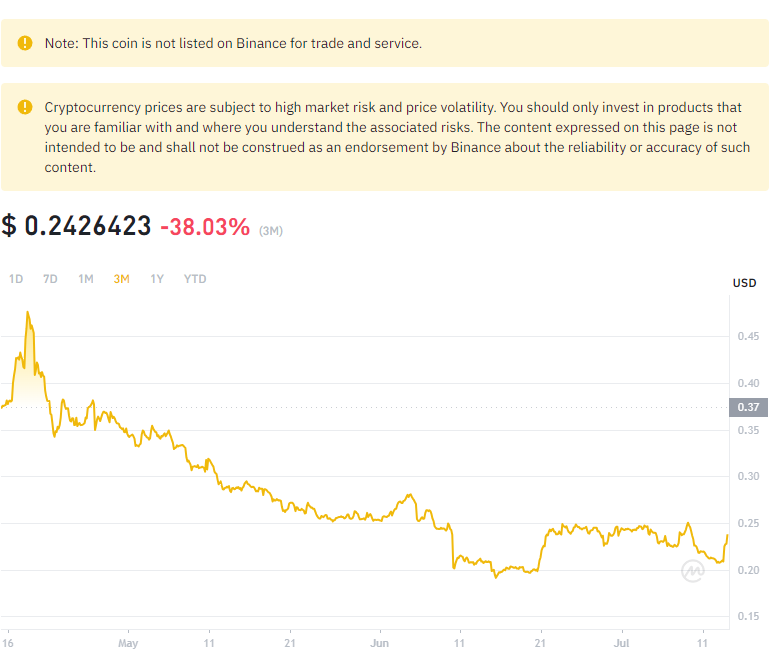 Note: This coin is not listed on Binance for trade and service.
Cryptocurrency prices are subject to high market risk and price volatility. You should only invest in products that
you are familiar with and where you understand the associated risks. The content expressed on this page is not
intended to be and shall not be construed as an endorsement by Binance about the reliability or accuracy of such
content.
$ 0.2426423 -38.03% (3M)
1D 7D 1M 3M 1Y YTD
USD
0.45
0.40
0.37
0.35
0.30
0.25
0.20
0.15
16 May 11 21 Jun 11 21 Jul 11